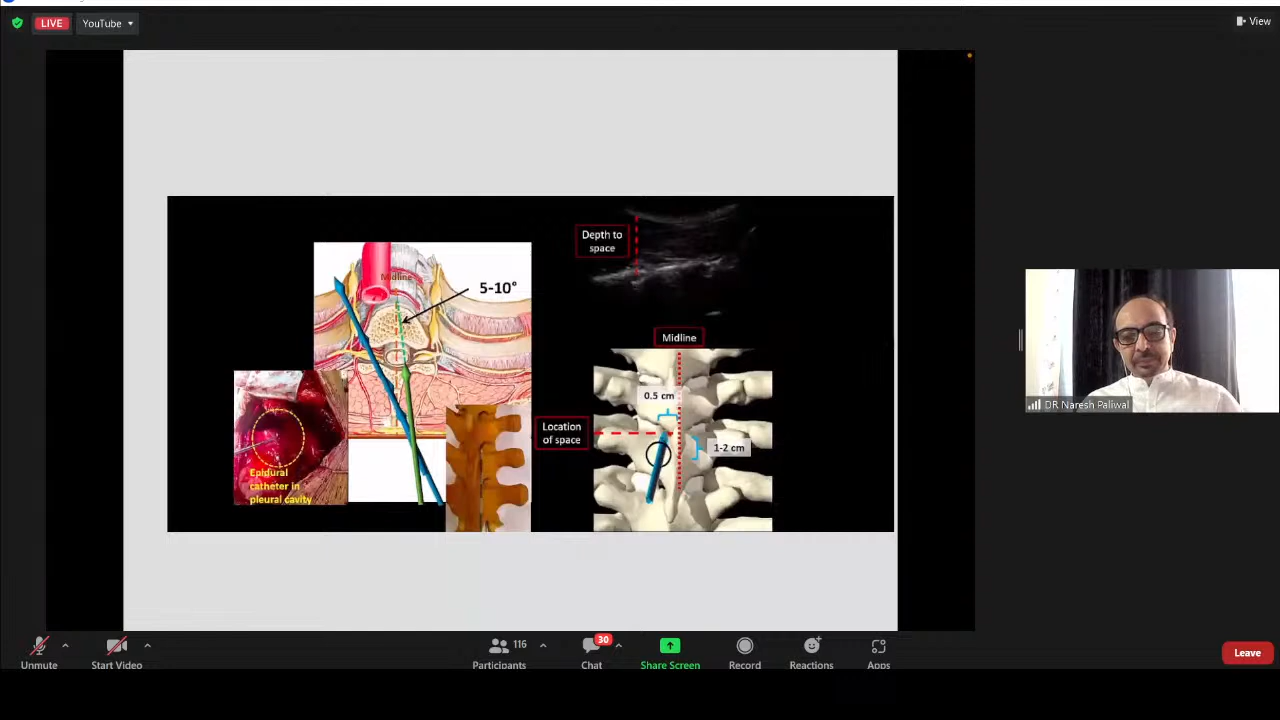 LIVE
YouTube
View
Depth to
space
Midline
5-10°
Midline
0.5 cm
Location
of space
1-2 cm
Epidural
catheter in
pleural cavity
DR Naresh Paliwal
Unmute
Start Video
116
Participants
30
Chat
Share Screen
Record
Reactions
Apps
Leave